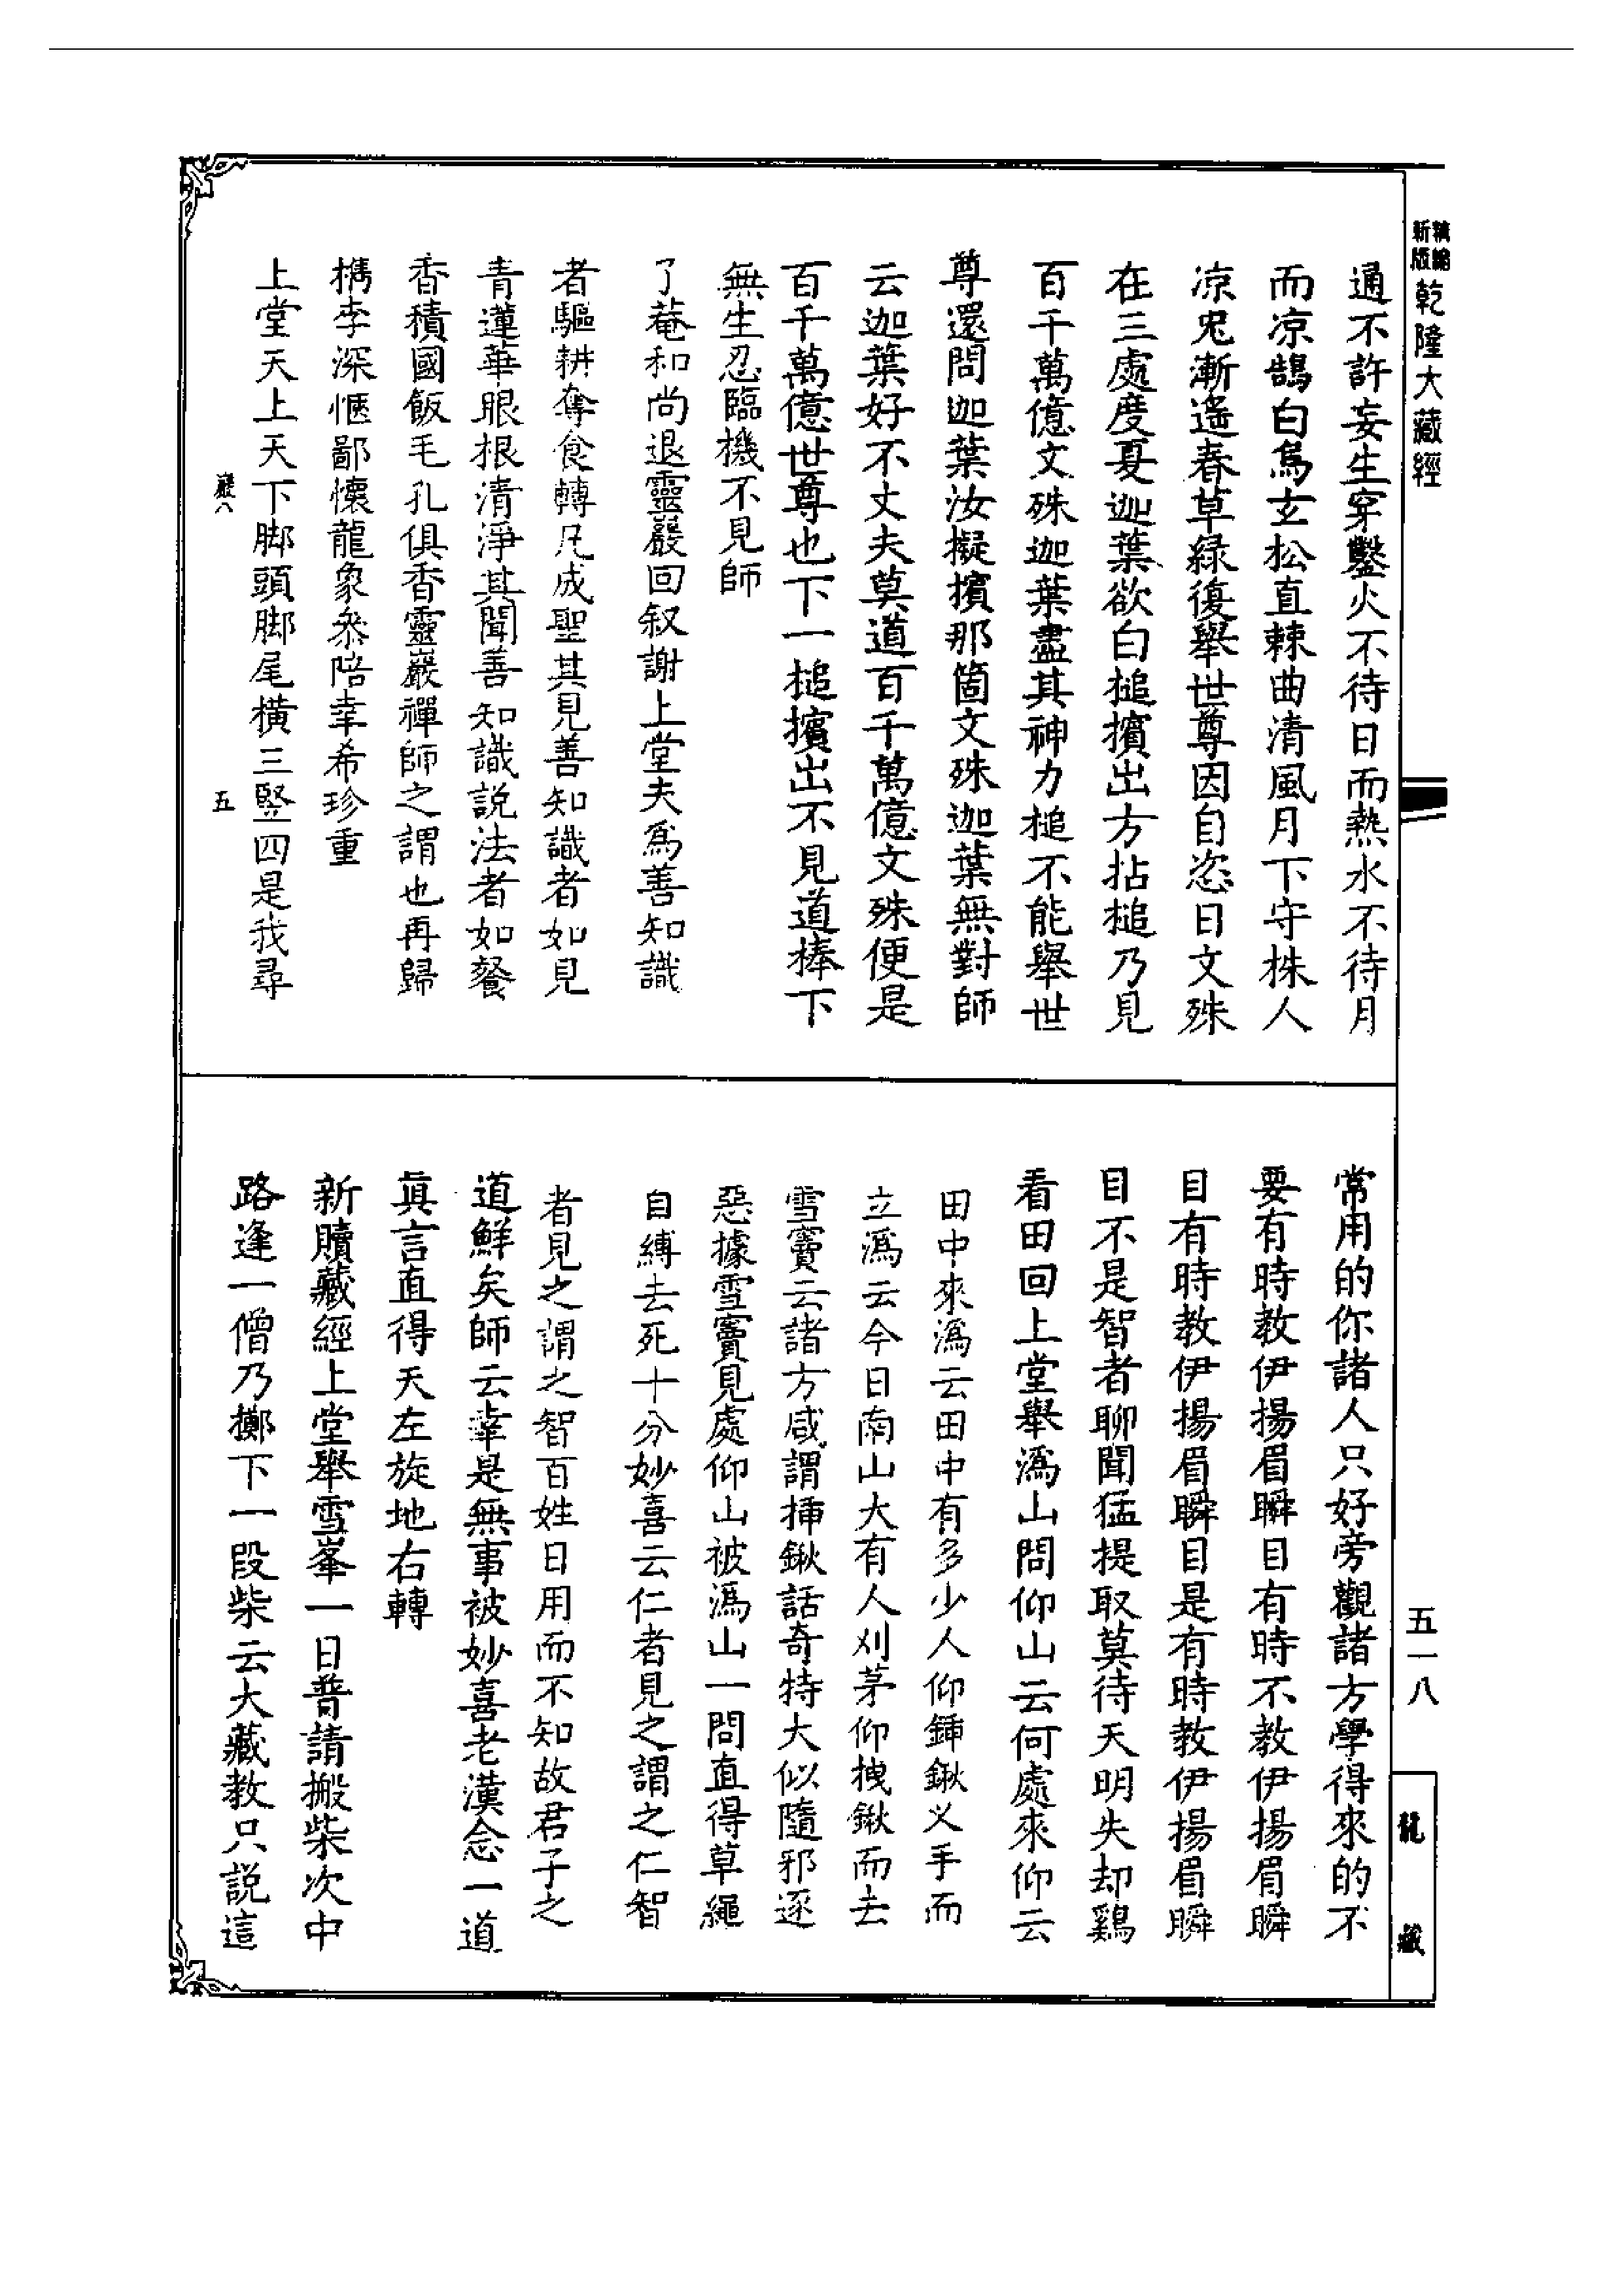 精縮
新版
乾隆大藏經
通不許妄生穿鑿火不待日而熱水不待月
而凉鵠白烏玄松直棘曲清風月下守株人
凉兔漸遙春草緑復舉世尊因自恣日文殊
在三處度夏迦葉欲白槌擯出方拈槌乃見
百千萬億文殊迦葉盡其神力槌不能舉世
尊還問迦葉汝擬擯那箇文殊迦葉無對師
云迦葉好不丈夫莫道百千萬億文殊便是
百千萬億世尊也下一槌擯出不見道棒下
無生忍臨機不見師
了菴和尚退靈巖回叙謝上堂夫爲善知識
者驅耕奪食轉凡成聖其見善知識者如見
青蓮華眼根清淨其聞善知識説法者如餐
香積國飯毛孔俱香靈巖禪師之謂也再歸
檇李深愜鄙懷龍象叅陪幸希珍重
上堂天上天下脚頭脚尾橫三竪四是我尋
巖八
五
常用的你諸人只好旁觀諸方學得來的不
要有時教伊揚眉瞬目有時不教伊揚眉瞬
目有時教伊揚眉瞬目是有時教伊揚眉瞬
目不是智者聊聞猛提取莫待天明失却鷄
看田回上堂舉潙山問仰山云何處來仰云
田中來潙云田中有多少人仰鍤鍬义手而
立潙云今日南山大有人刈茅仰拽鍬而去
雪竇云諸方咸謂揷鍬話奇特大似隨邪逐
惡據雪竇見處仰山被潙山一問直得草繩
自縛去死十分妙喜云仁者見之謂之仁智
者見之謂之智百姓日用而不知故君子之
道鮮矣師云幸是無事被妙喜老漢念一道
眞言直得天左旋地右轉
新贖藏經上堂舉雪峯一日普請搬柴次中
路逢一僧乃擲下一段柴云大藏教只説這
五一八
龍藏